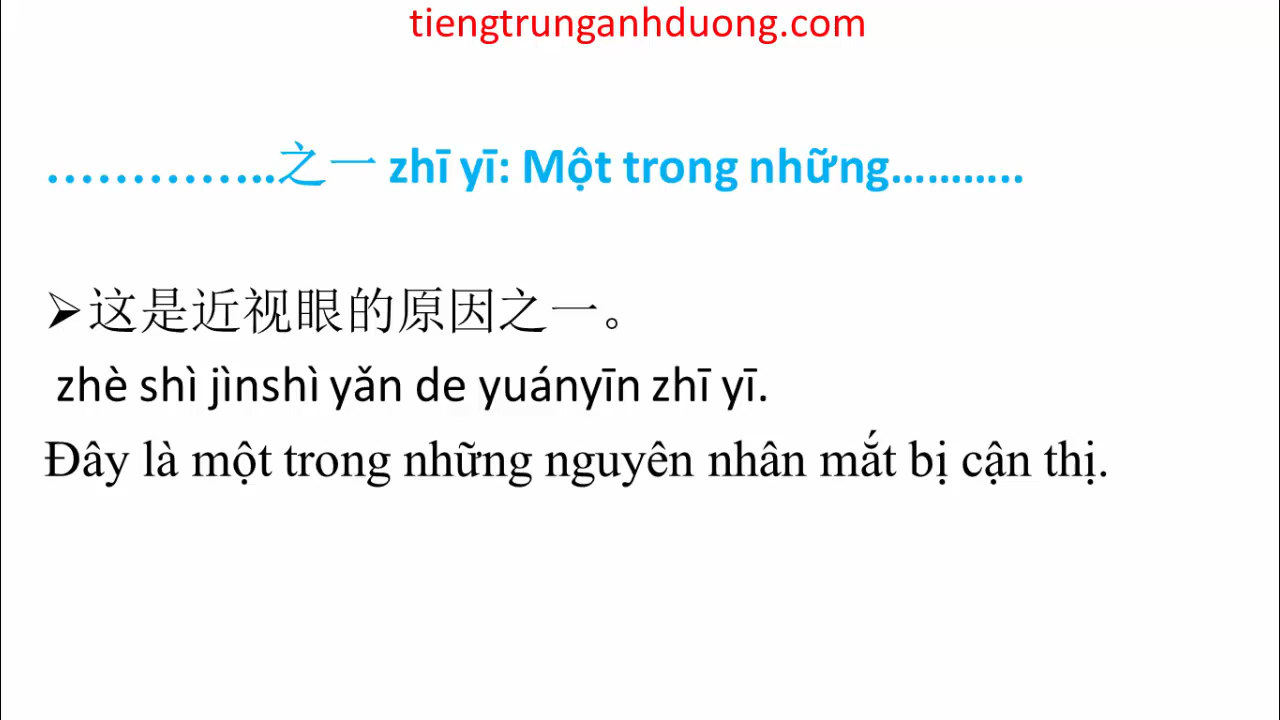 tiengtrunganhduong.com
…………..之一 zhī yī: Một trong những………..
➢这是近视眼的原因之一。
zhè shì jìnshì yǎn de yuányīn zhī yī.
Đây là một trong những nguyên nhân mắt bị cận thị.